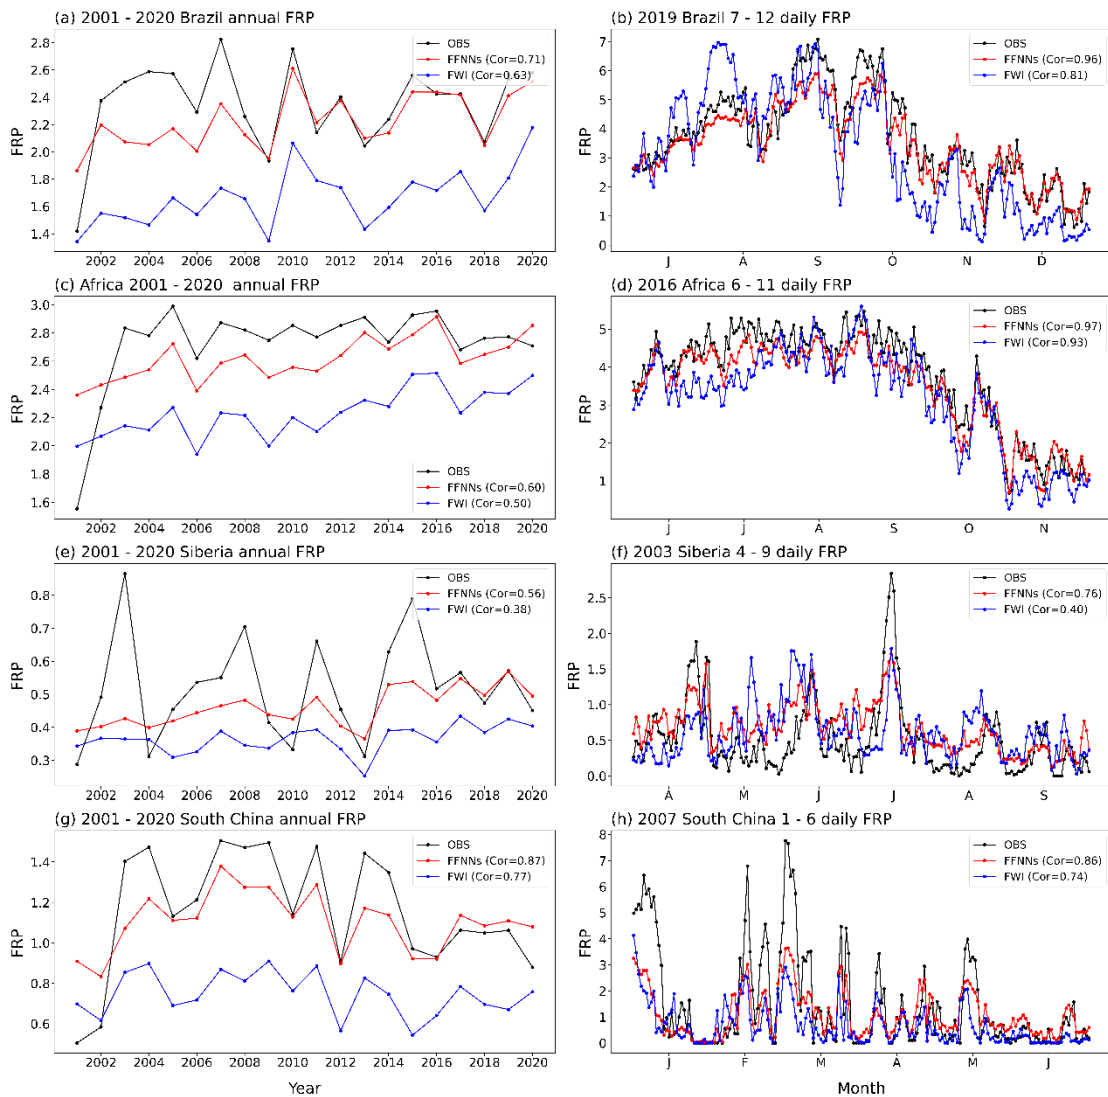 (a) 2001 - 2020 Brazil annual FRP
FRP
2.8
2.6
2.4
2.2
2.0
1.8
1.6
1.4
OBS
FFNNs (Cor=0.71)
FWI (Cor=0.63)
2002 2004 2006 2008 2010 2012 2014 2016 2018 2020
(b) 2019 Brazil 7 - 12 daily FRP
FRP
7
6
5
4
3
2
1
0
OBS
FFNNs (Cor=0.96)
FWI (Cor=0.81)
J A S O N D
(c) Africa 2001 - 2020 annual FRP
FRP
3.0
2.8
2.6
2.4
2.2
2.0
1.8
1.6
OBS
FFNNs (Cor=0.60)
FWI (Cor=0.50)
2002 2004 2006 2008 2010 2012 2014 2016 2018 2020
(d) 2016 Africa 6 - 11 daily FRP
FRP
5
4
3
2
1
OBS
FFNNs (Cor=0.97)
FWI (Cor=0.93)
J J A S O N
(e) 2001 - 2020 Siberia annual FRP
FRP
0.8
0.7
0.6
0.5
0.4
0.3
OBS
FFNNs (Cor=0.56)
FWI (Cor=0.38)
2002 2004 2006 2008 2010 2012 2014 2016 2018 2020
(f) 2003 Siberia 4 - 9 daily FRP
FRP
2.5
2.0
1.5
1.0
0.5
0.0
OBS
FFNNs (Cor=0.76)
FWI (Cor=0.40)
A M J J A S
(g) 2001 - 2020 South China annual FRP
FRP
1.4
1.2
1.0
0.8
0.6
OBS
FFNNs (Cor=0.87)
FWI (Cor=0.77)
2002 2004 2006 2008 2010 2012 2014 2016 2018 2020
Year
(h) 2007 South China 1 - 6 daily FRP
FRP
8
7
6
5
4
3
2
1
0
OBS
FFNNs (Cor=0.86)
FWI (Cor=0.74)
J F M A M J
Month